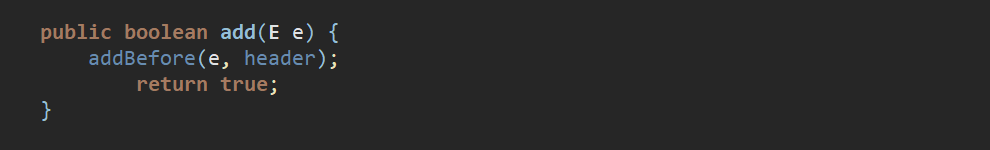 public boolean add(E e) {
    addBefore(e, header);
        return true;
}